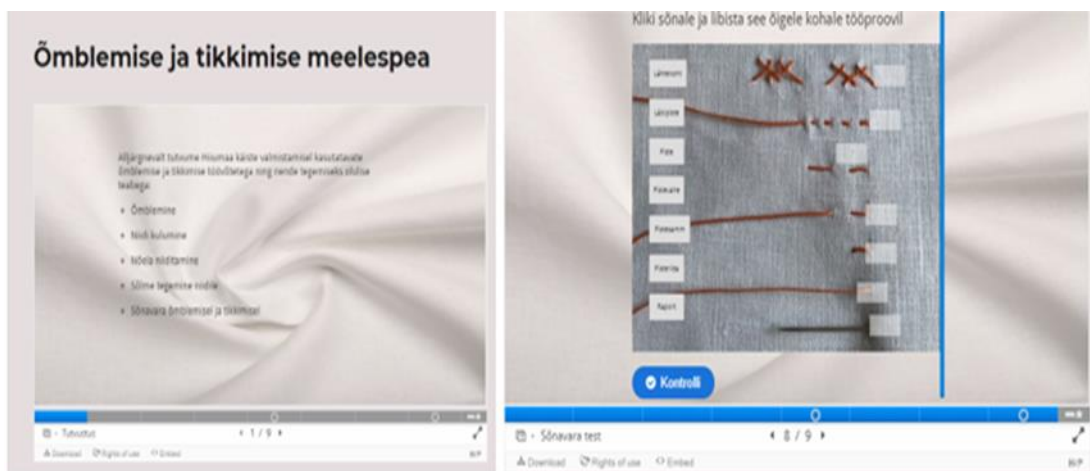 Õmblemise ja tikkimise meelespea
Alljärgnevalt tutvume Hiiumaa käiste valmistamisel kasutatavate
õmblemise ja tikkimise töövõtetega ning nende tegemiseks olulise
teabega:
Õmblemine
Niidi kulumine
Nõela niiditamine
Sõlme tegemine niidile
Sõnavara õmblemisel ja tikkimisel
Tutvustus
1 / 9
Download Rights of use Embed
H-P
Kliki sõnale ja libista see õigele kohale tööproovil
Piste
Raport
Kontrolli
Sõnavara test
8 / 9
Download Rights of use Embed